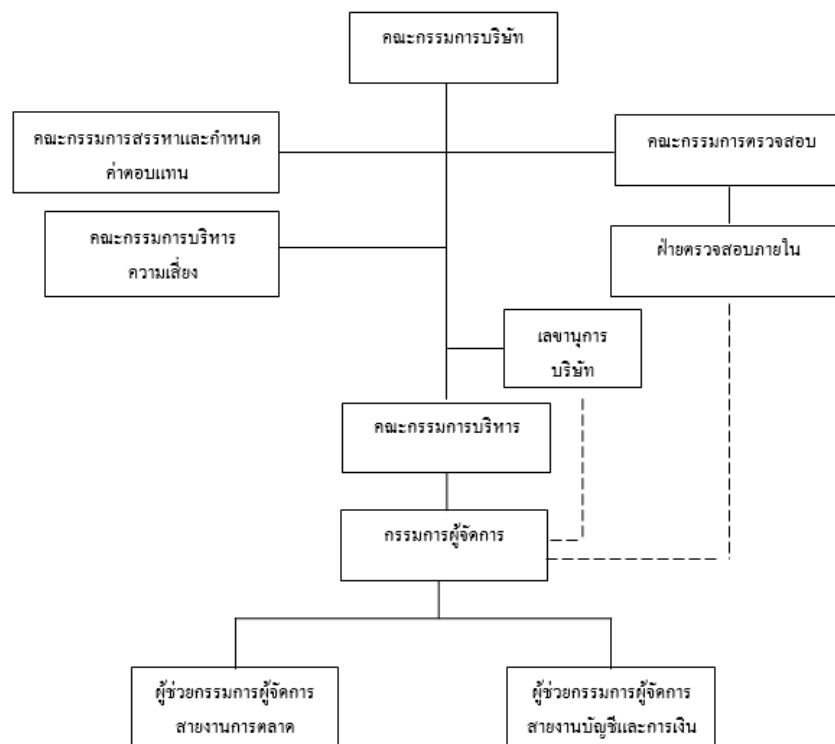 คณะกรรมการบริษัท
คณะกรรมการสรรหาและกำหนด
ค่าตอบแทน
คณะกรรมการตรวจสอบ
คณะกรรมการบริหาร
ความเสี่ยง
ฝ่ายตรวจสอบภายใน
เลขานุการ
บริษัท
คณะกรรมการบริหาร
กรรมการผู้จัดการ
ผู้ช่วยกรรมการผู้จัดการ
สายงานการตลาด
ผู้ช่วยกรรมการผู้จัดการ
สายงานบัญชีและการเงิน